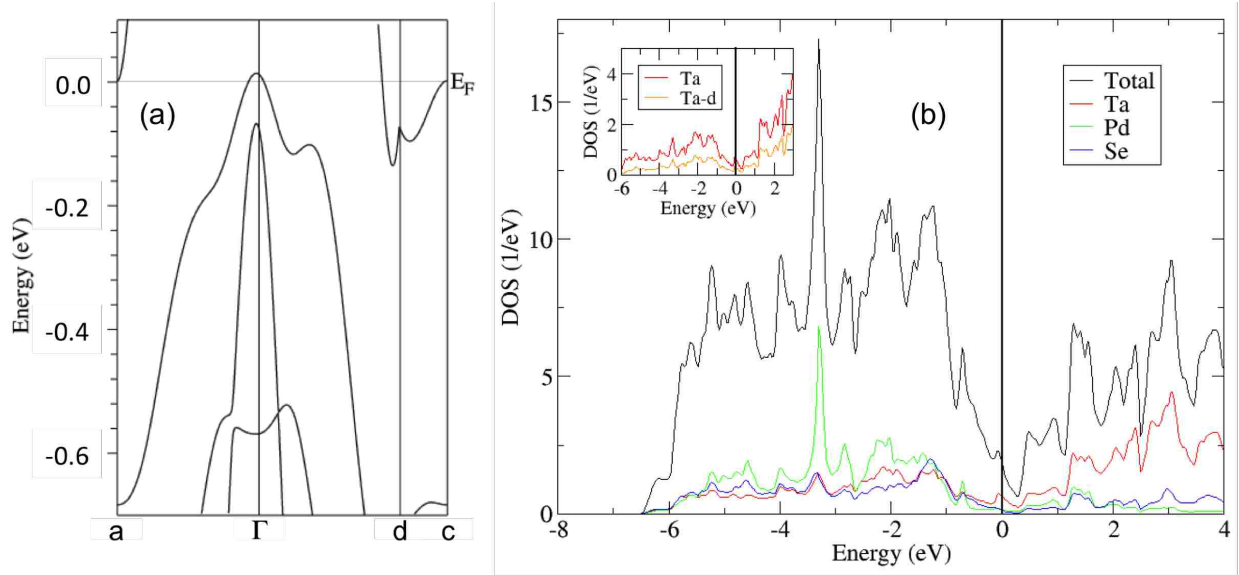 (a)
Energy (eV)
0.0
-0.2
-0.4
-0.6
E_F
a
Γ
d
c
(b)
DOS (1/eV)
15
10
5
0
-8
-6
-4
-2
0
2
4
Energy (eV)
Total
Ta
Pd
Se
DOS (1/eV)
4
2
0
-6
-4
-2
0
2
Energy (eV)
Ta
Ta-d